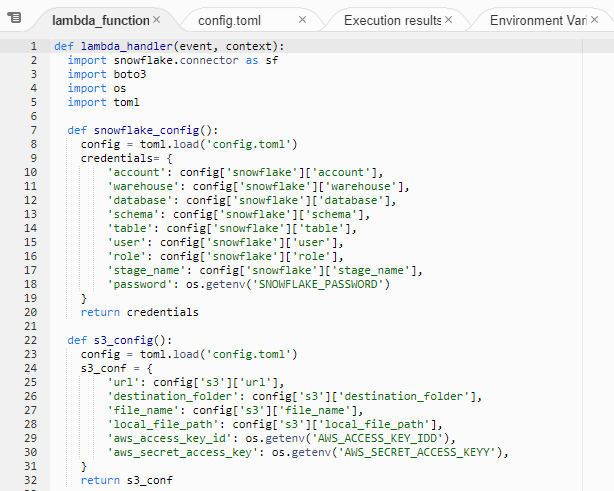 lambda_function
config.toml
Execution results
Environment Vari
1 def lambda_handler(event, context):
2 import snowflake.connector as sf
3 import boto3
4 import os
5 import toml
6
7 def snowflake_config():
8 config = toml.load('config.toml')
9 credentials= {
10 'account': config['snowflake']['account'],
11 'warehouse': config['snowflake']['warehouse'],
12 'database': config['snowflake']['database'],
13 'schema': config['snowflake']['schema'],
14 'table': config['snowflake']['table'],
15 'user': config['snowflake']['user'],
16 'role': config['snowflake']['role'],
17 'stage_name': config['snowflake']['stage_name'],
18 'password': os.getenv('SNOWFLAKE_PASSWORD')
19 }
20 return credentials
21
22 def s3_config():
23 config = toml.load('config.toml')
24 s3_conf = {
25 'url': config['s3']['url'],
26 'destination_folder': config['s3']['destination_folder'],
27 'file_name': config['s3']['file_name'],
28 'local_file_path': config['s3']['local_file_path'],
29 'aws_access_key_id': os.getenv('AWS_ACCESS_KEY_IDD'),
30 'aws_secret_access_key': os.getenv('AWS_SECRET_ACCESS_KEYY'),
31 }
32 return s3_conf